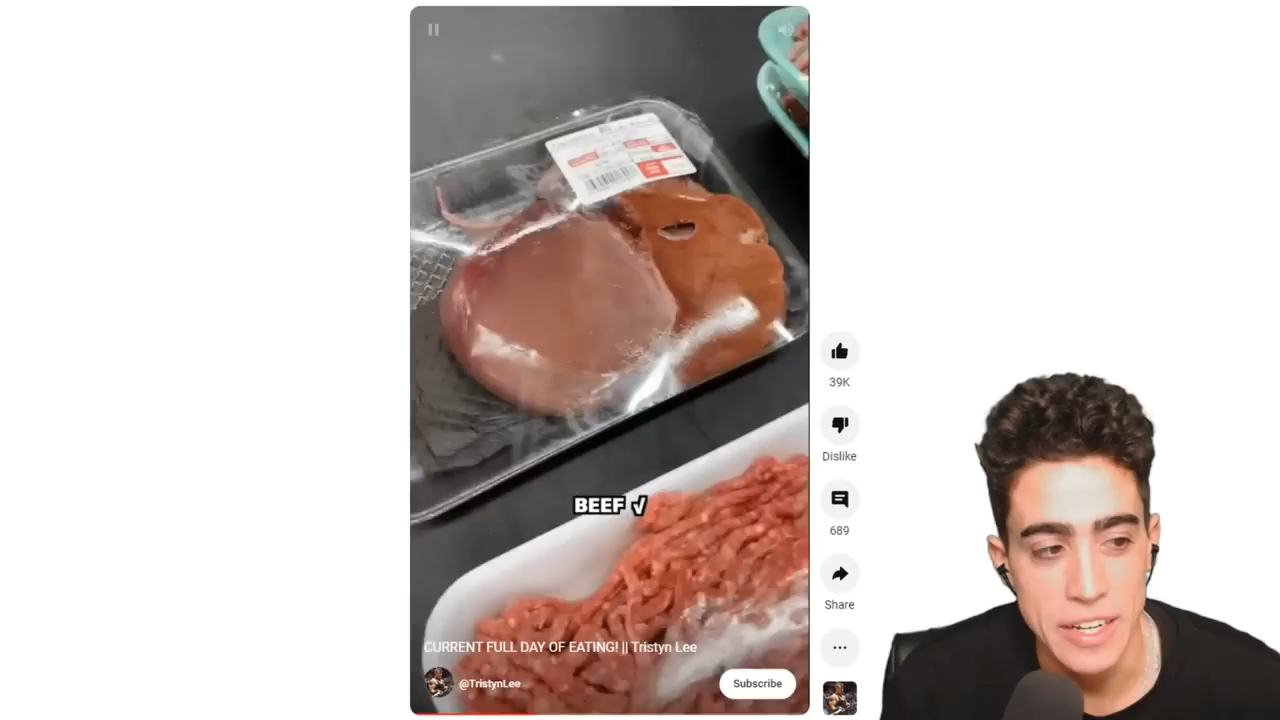 BEEF √
CURRENT FULL DAY OF EATING! || Tristyn Lee
@TristynLee
Subscribe
39K
Dislike
689
Share